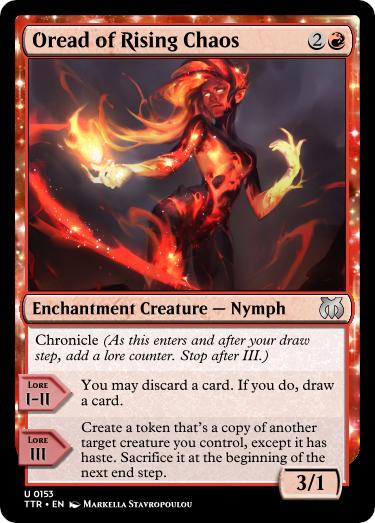 Oread of Rising Chaos 2
Enchantment Creature — Nymph
Chronicle (As this enters and after your draw
step, add a lore counter. Stop after III.)
LORE
I-II
You may discard a card. If you do, draw
a card.
LORE
III
Create a token that's a copy of another
target creature you control, except it has
haste. Sacrifice it at the beginning of the
next end step.
3/1
U 0153
TTR • EN Markella Stavropoulou